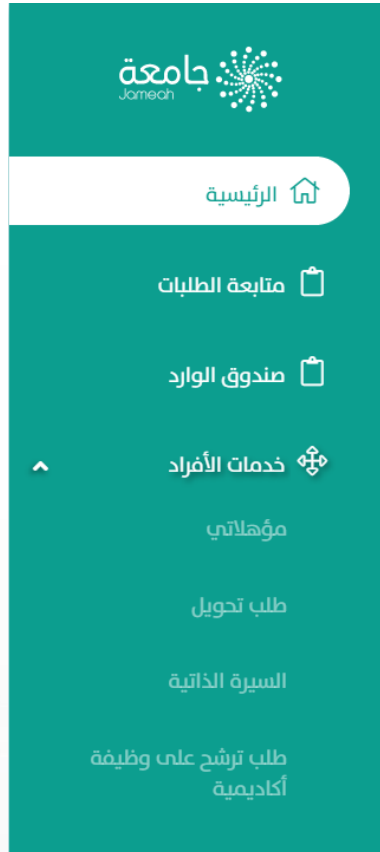 جامعة
Jameah
الرئيسية
متابعة الطلبات
صندوق الوارد
خدمات الأفراد
مؤهلاتي
طلب تحويل
السيرة الذاتية
طلب ترشح على وظيفة
أكاديمية